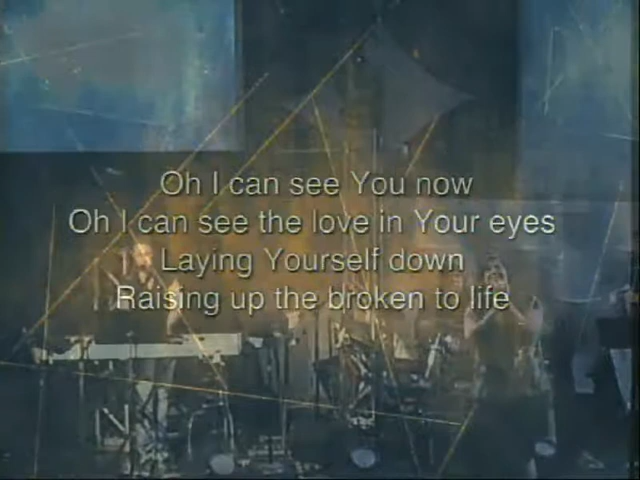 Oh I can see You now
Oh I can see the love in Your eyes
Laying Yourself down
Raising up the broken to life